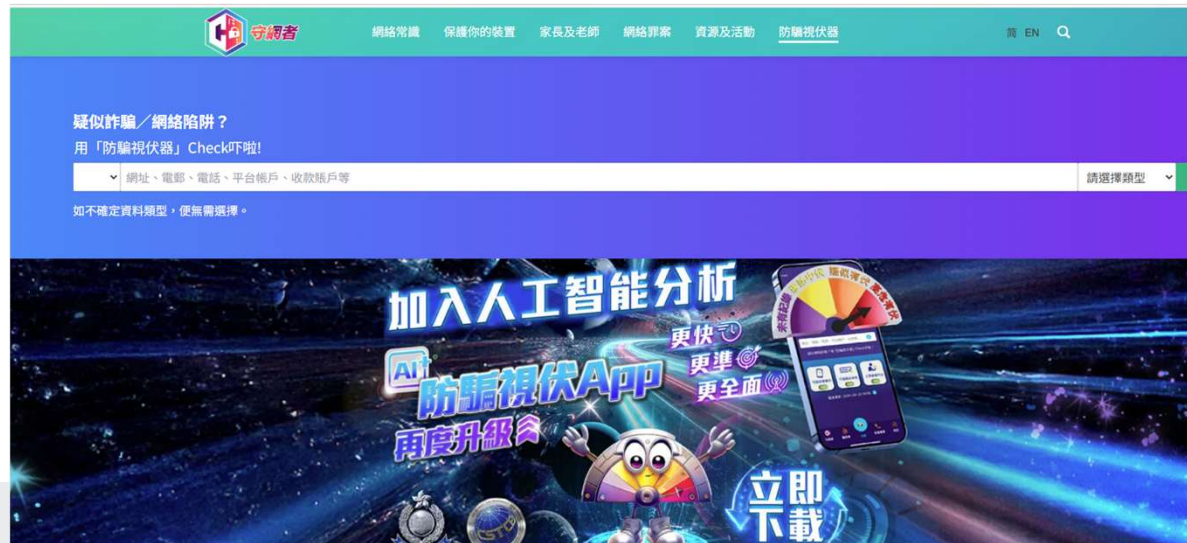 守網者
網絡常識 保護你的裝置 家長及老師 網絡罪案 資源及活動 防騙視伏器
简 EN
疑似詐騙／網絡陷阱？
用「防騙視伏器」Check吓啦!
網址、電郵、電話、平台帳戶、收款賬戶等
請選擇類型
如不確定資料類型，便無需選擇。
加入人工智能分析
更快
更準
更全面
AI+
防騙視伏App
再度升級
立即
下載
CSTCB